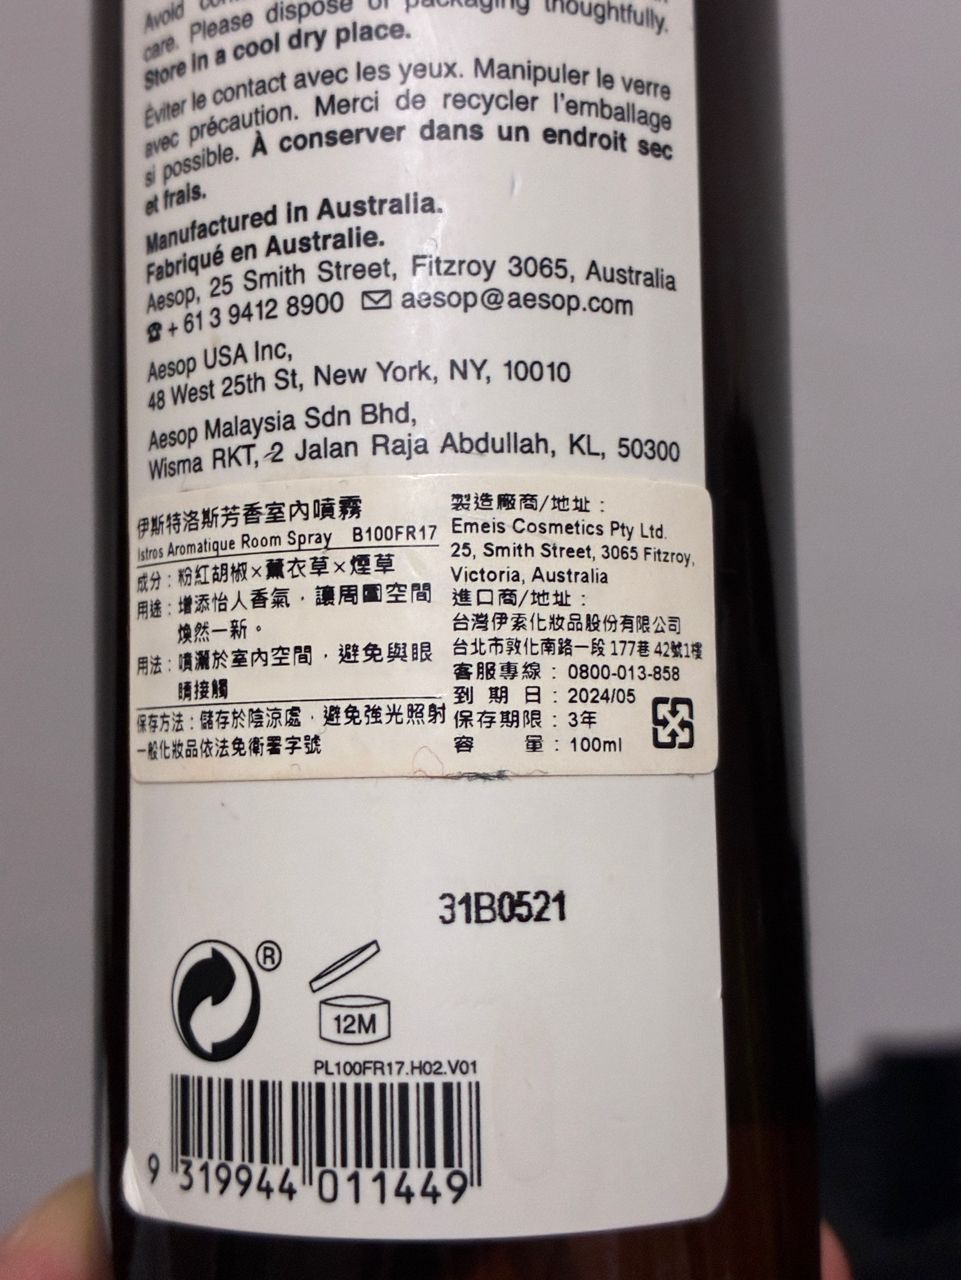 Avoid
care. Please dispose of packaging thoughtfully.
Store in a cool dry place.
Éviter le contact avec les yeux. Manipuler le verre
avec précaution. Merci de recycler l'emballage
si possible. À conserver dans un endroit sec
et frais.
Manufactured in Australia.
Fabriqué en Australie.
Aesop, 25 Smith Street, Fitzroy 3065, Australia
☎ + 61 3 9412 8900 ✉ aesop@aesop.com
Aesop USA Inc,
48 West 25th St, New York, NY, 10010
Aesop Malaysia Sdn Bhd,
Wisma RKT, 2 Jalan Raja Abdullah, KL, 50300
伊斯特洛斯芳香室內噴霧
Istros Aromatique Room Spray B100FR17
成分：粉紅胡椒×薰衣草×煙草
用途：增添怡人香氣，讓周圍空間
煥然一新。
用法：噴灑於室內空間，避免與眼
睛接觸
保存方法：儲存於陰涼處，避免強光照射
一般化妝品依法免衛署字號
製造廠商/地址：
Emeis Cosmetics Pty Ltd.
25, Smith Street, 3065 Fitzroy,
Victoria, Australia
進口商/地址：
台灣伊索化妝品股份有限公司
台北市敦化南路一段 177巷 42號1樓
客服專線：0800-013-858
到期日：2024/05
保存期限：3年
容量：100ml
31B0521
®
12M
PL100FR17.H02.V01
9 319944 011449